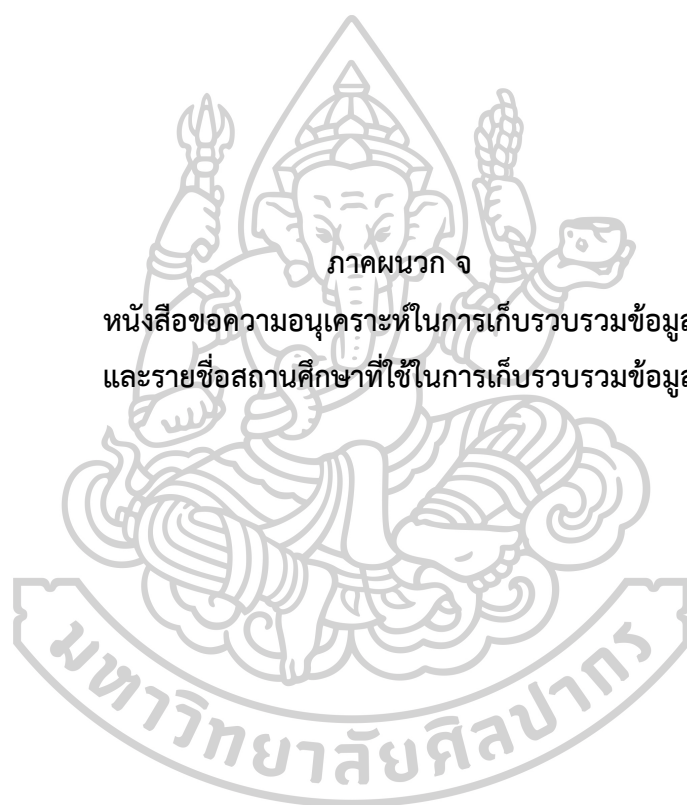 ภาคผนวก จ
หนังสือขอความอนุเคราะห์ในการเก็บรวบรวมข้อมูล
และรายชื่อสถานศึกษาที่ใช้ในการเก็บรวบรวมข้อมูล
มหาวิทยาลัยศิลปากร